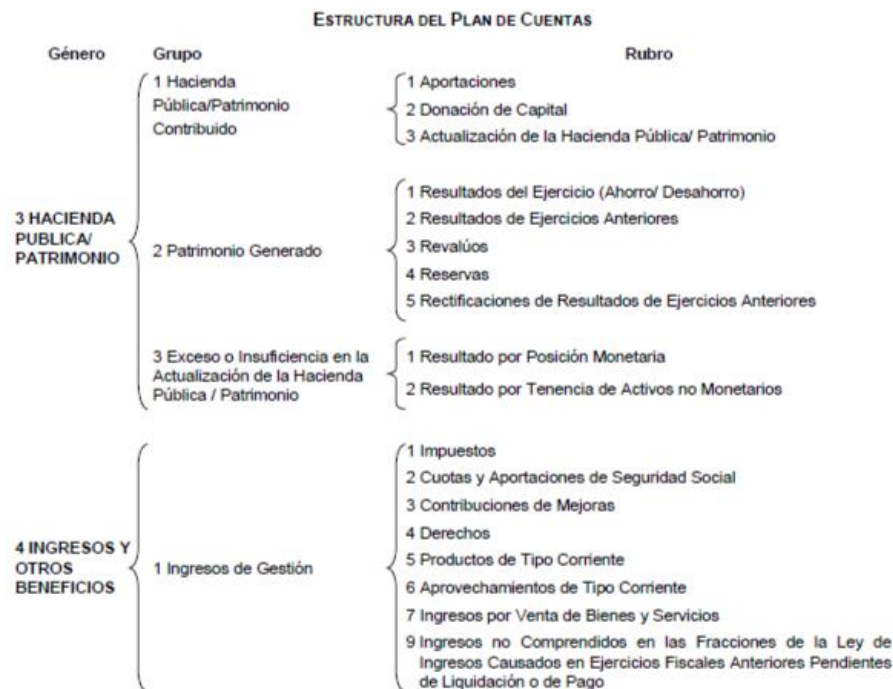 ESTRUCTURA DEL PLAN DE CUENTAS
Género Grupo Rubro
3 HACIENDA
PUBLICA/
PATRIMONIO
1 Hacienda
Pública/Patrimonio
Contribuido
1 Aportaciones
2 Donación de Capital
3 Actualización de la Hacienda Pública/ Patrimonio
2 Patrimonio Generado
1 Resultados del Ejercicio (Ahorro/ Desahorro)
2 Resultados de Ejercicios Anteriores
3 Revalúos
4 Reservas
5 Rectificaciones de Resultados de Ejercicios Anteriores
3 Exceso o Insuficiencia en la
Actualización de la Hacienda
Pública / Patrimonio
1 Resultado por Posición Monetaria
2 Resultado por Tenencia de Activos no Monetarios
4 INGRESOS Y
OTROS
BENEFICIOS
1 Ingresos de Gestión
1 Impuestos
2 Cuotas y Aportaciones de Seguridad Social
3 Contribuciones de Mejoras
4 Derechos
5 Productos de Tipo Corriente
6 Aprovechamientos de Tipo Corriente
7 Ingresos por Venta de Bienes y Servicios
9 Ingresos no Comprendidos en las Fracciones de la Ley de
Ingresos Causados en Ejercicios Fiscales Anteriores Pendientes
de Liquidación o de Pago